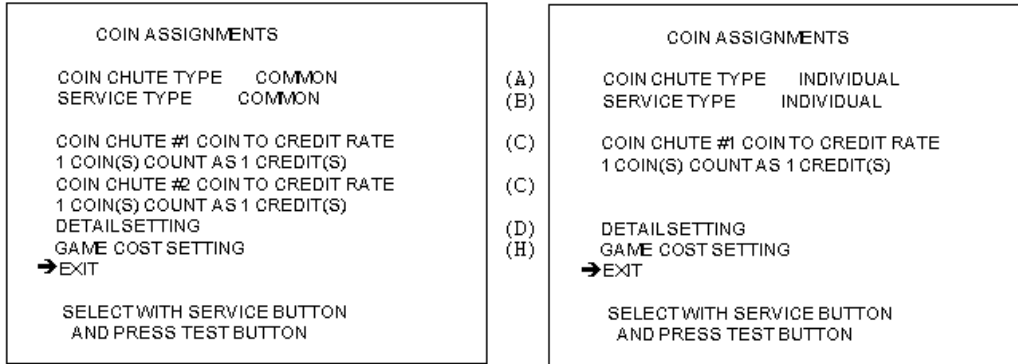 COIN ASSIGNMENTS
COIN CHUTE TYPE COMMON
SERVICE TYPE COMMON
COIN CHUTE #1 COIN TO CREDIT RATE
1 COIN(S) COUNT AS 1 CREDIT(S)
COIN CHUTE #2 COIN TO CREDIT RATE
1 COIN(S) COUNT AS 1 CREDIT(S)
DETAIL SETTING
GAME COST SETTING
➔EXIT
SELECT WITH SERVICE BUTTON
AND PRESS TEST BUTTON
(A)
(B)
(C)
(C)
(D)
(H)
COIN ASSIGNMENTS
COIN CHUTE TYPE INDIVIDUAL
SERVICE TYPE INDIVIDUAL
COIN CHUTE #1 COIN TO CREDIT RATE
1 COIN(S) COUNT AS 1 CREDIT(S)
DETAIL SETTING
GAME COST SETTING
➔EXIT
SELECT WITH SERVICE BUTTON
AND PRESS TEST BUTTON